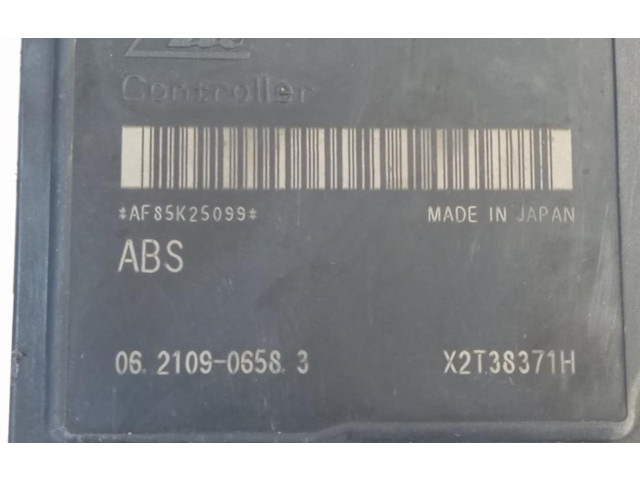 Controller
*AF85K25099*
MADE IN JAPAN
ABS
06.2109-0658.3
X2T38371H